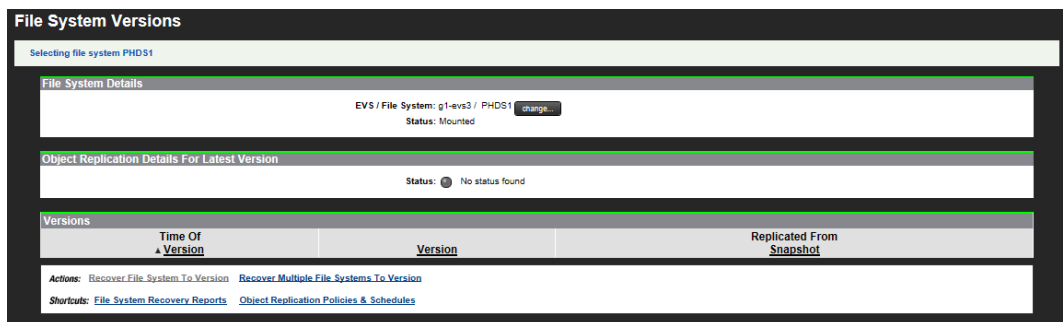 File System Versions
Selecting file system PHDS1
File System Details
EVS / File System: g1-evs3 / PHDS1 change...
Status: Mounted
Object Replication Details For Latest Version
Status: No status found
Versions
Time Of
▲ Version
Version
Replicated From
Snapshot
Actions: Recover File System To Version Recover Multiple File Systems To Version
Shortcuts: File System Recovery Reports Object Replication Policies & Schedules